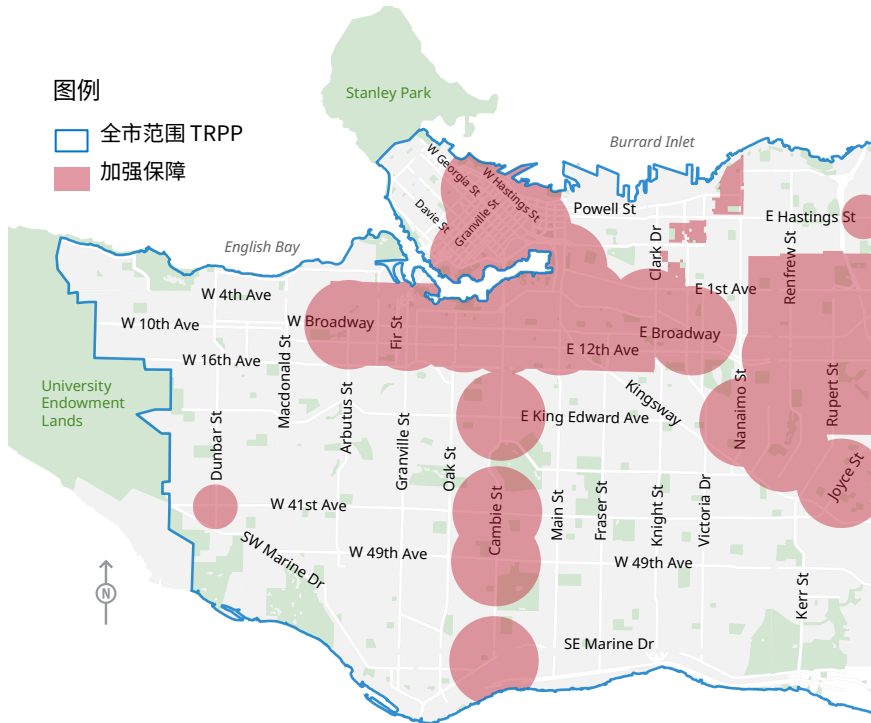 Stanley Park
图例
全市范围 TRPP
加强保障
Burrard Inlet
W Georgia St
W Hastings St
Davie St
Granville St
Powell St
E Hastings St
English Bay
Clark Dr
Renfrew St
W 4th Ave
E 1st Ave
W 10th Ave
W Broadway
Fir St
E Broadway
W 16th Ave
E 12th Ave
Macdonald St
University
Endowment
Lands
Dunbar St
Arbutus St
Granville St
Oak St
E King Edward Ave
Kingsway
Nanaimo St
Rupert St
Joyce St
W 41st Ave
Cambie St
Main St
Fraser St
Knight St
Victoria Dr
SW Marine Dr
W 49th Ave
W 49th Ave
Kerr St
N
SE Marine Dr